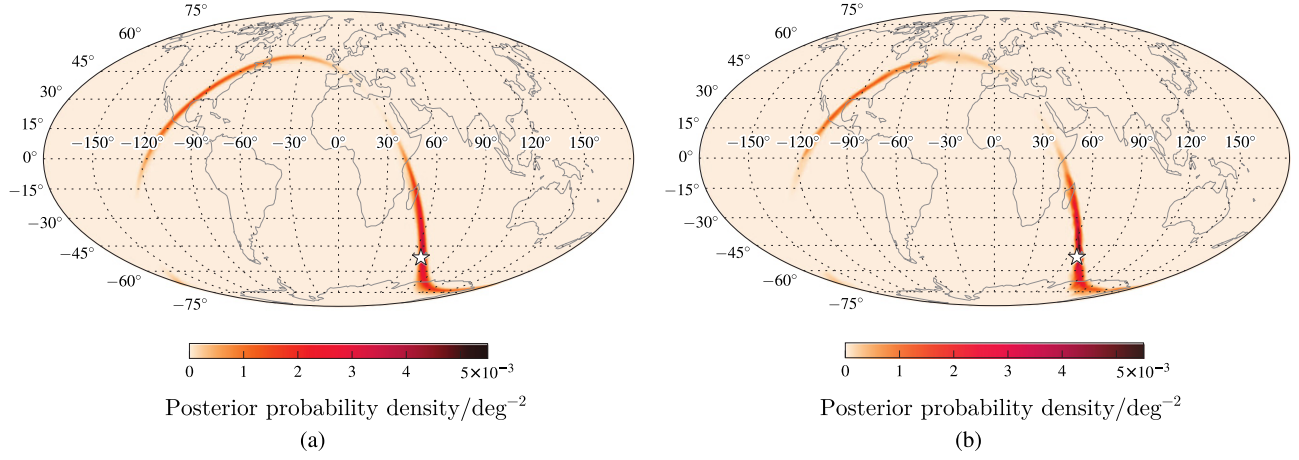 75° 75°
60° 60°
45° 45°
30° 30°
15° 15°
−150° −120° −90° −60° −30° 0° 30° 60° 90° 120° 150° −150° −120° −90° −60° −30° 0° 30° 60° 90° 120° 150°
0° 0°
−15° −15°
−30° −30°
−45° −45°
−60° −60°
−75° −75°
0 1 2 3 4 5×10⁻³ 0 1 2 3 4 5×10⁻³
Posterior probability density/deg⁻² Posterior probability density/deg⁻²
(a) (b)